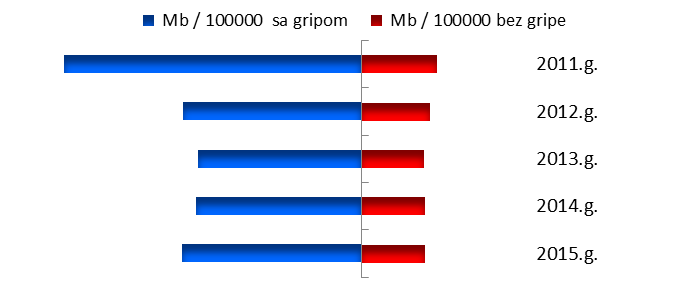 Mb / 100000  sa gripom Mb / 100000 bez gripe
2011.g.
2012.g.
2013.g.
2014.g.
2015.g.